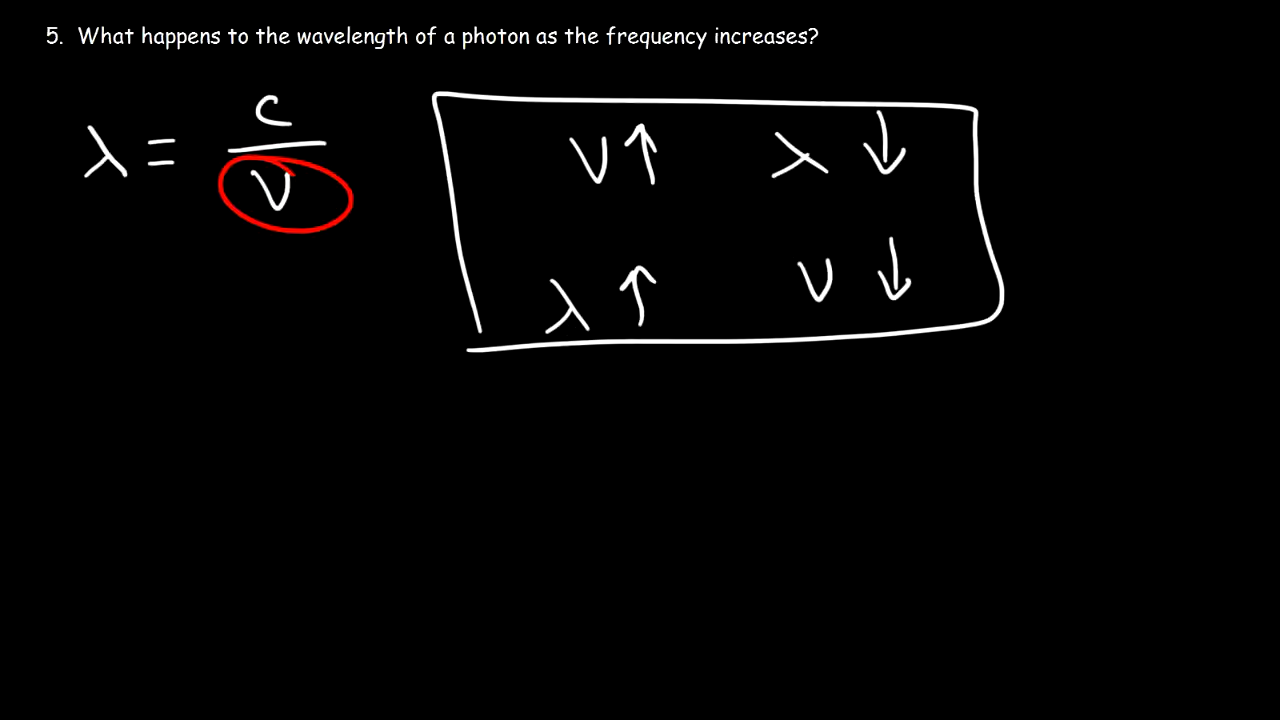 5. What happens to the wavelength of a photon as the frequency increases?
λ = c / ν
ν ↑ λ ↓
λ ↑ ν ↓